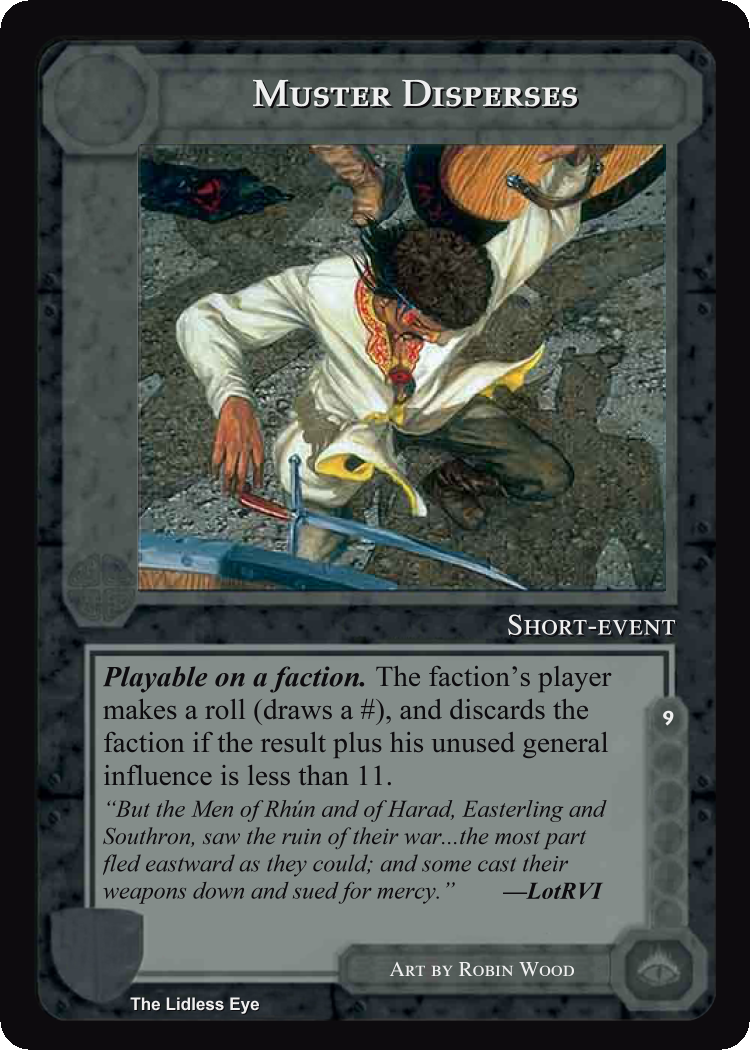 Muster Disperses
Short-event
Playable on a faction. The faction's player
makes a roll (draws a #), and discards the
faction if the result plus his unused general
influence is less than 11.
9
“But the Men of Rhún and of Harad, Easterling and
Southron, saw the ruin of their war...the most part
fled eastward as they could; and some cast their
weapons down and sued for mercy.” —LotRVI
Art by Robin Wood
The Lidless Eye